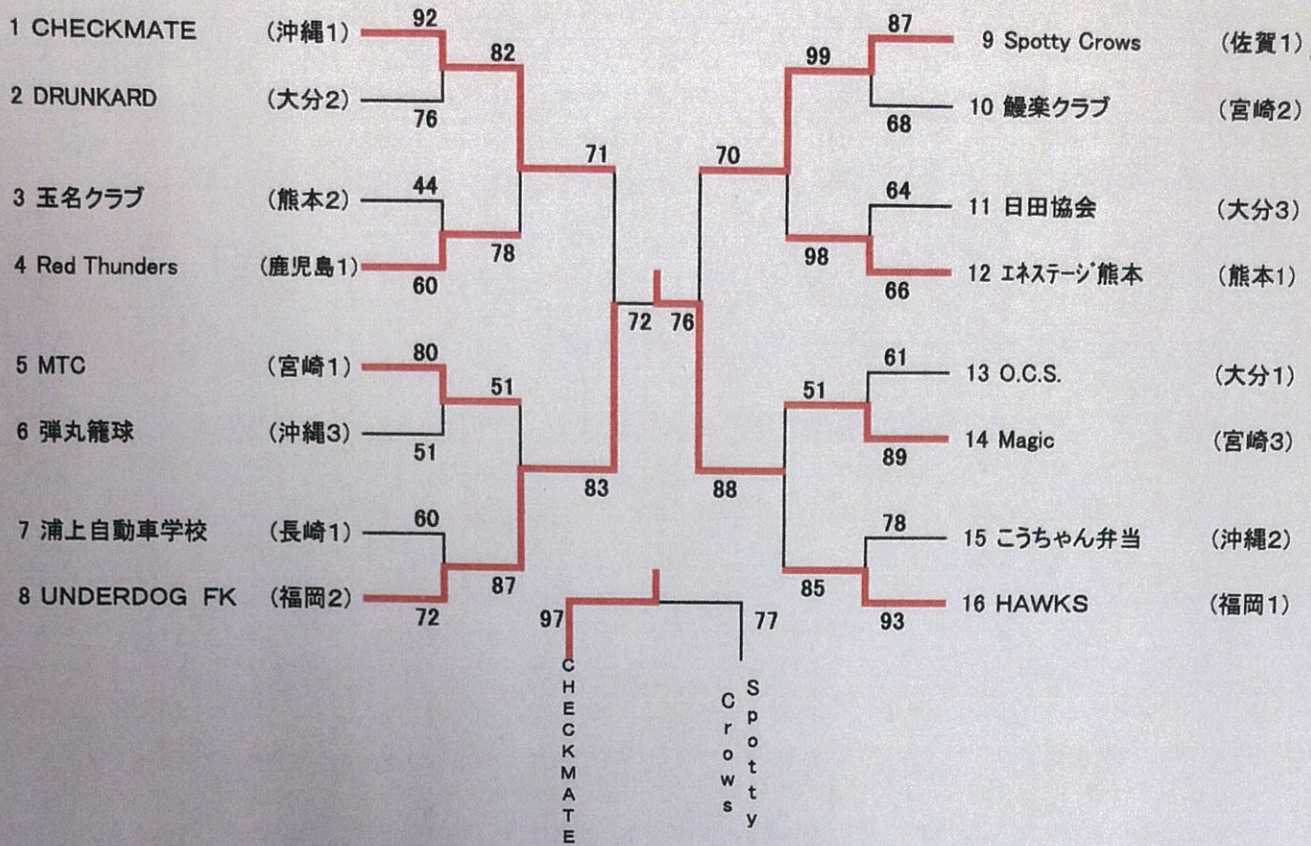 1 CHECKMATE (沖縄1)
92
82
2 DRUNKARD (大分2)
76
71
3 玉名クラブ (熊本2)
44
78
4 Red Thunders (鹿児島1)
60
72
5 MTC (宮崎1)
80
51
6 弾丸籠球 (沖縄3)
51
83
7 浦上自動車学校 (長崎1)
60
87
8 UNDERDOG FK (福岡2)
72
87
9 Spotty Crows (佐賀1)
99
68
10 鰻楽クラブ (宮崎2)
70
64
11 日田協会 (大分3)
98
66
12 エネステージ熊本 (熊本1)
76
61
13 O.C.S. (大分1)
51
89
14 Magic (宮崎3)
88
78
15 こうちゃん弁当 (沖縄2)
85
93
16 HAWKS (福岡1)
97
77
CHECKMATE
Spotty
Crows